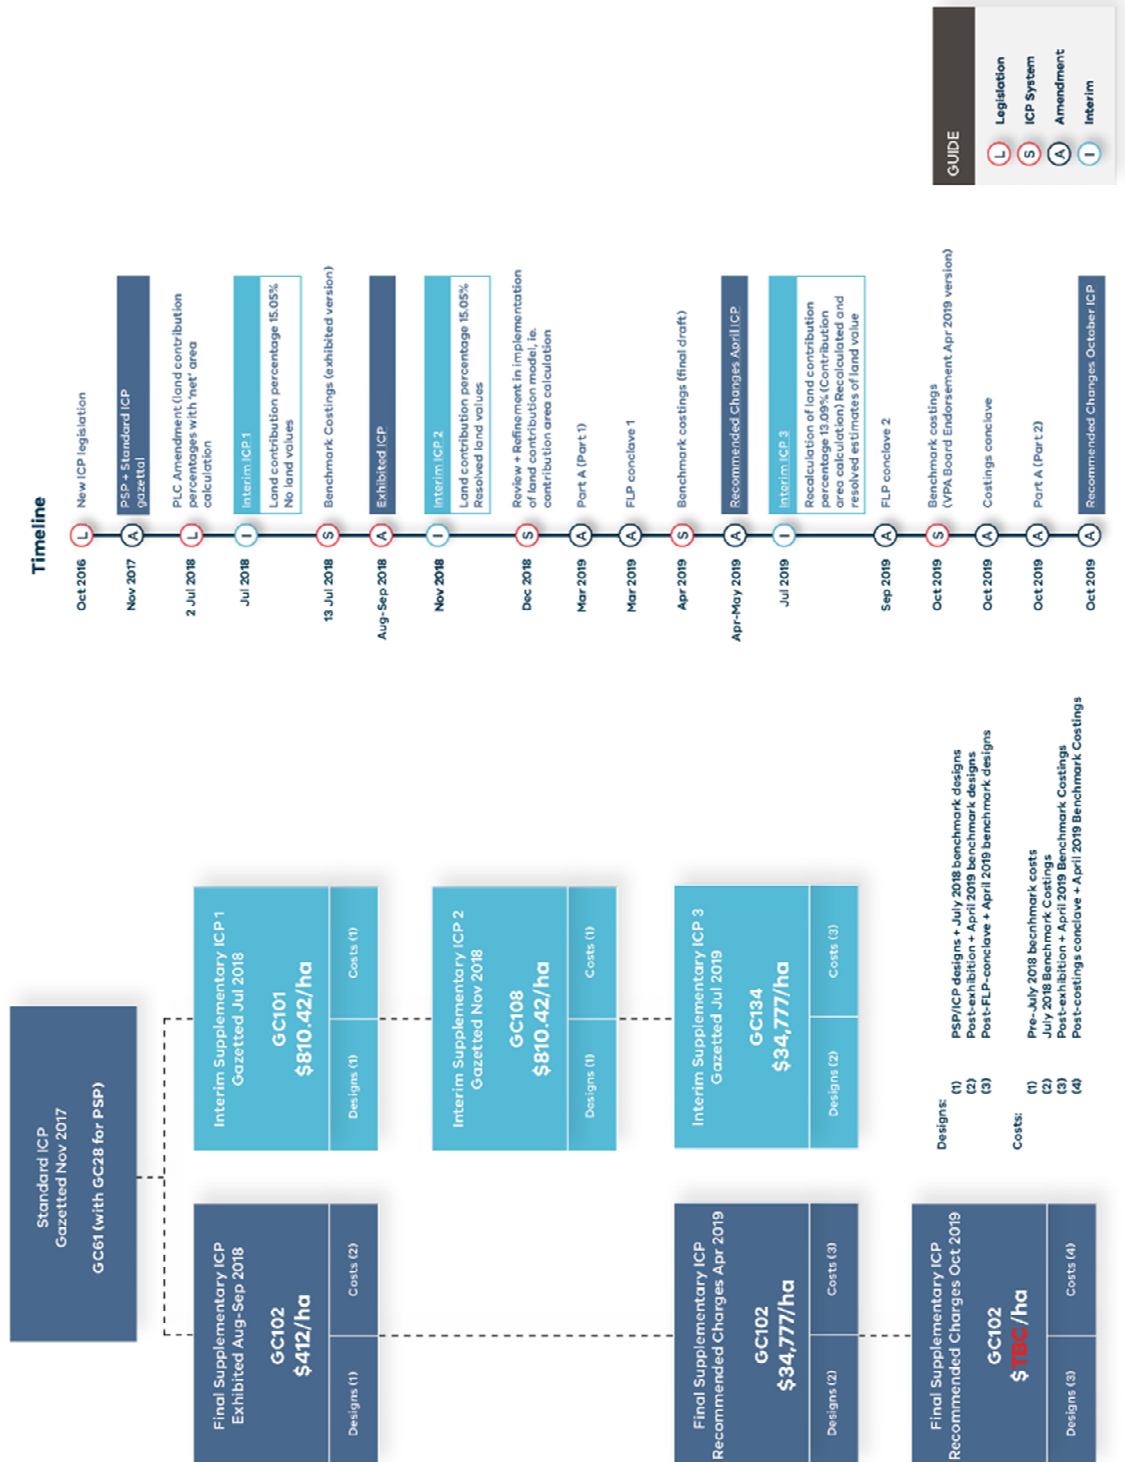 Standard ICP
Gazetted Nov 2017
GC61 (with GC28 for PSP)
Final Supplementary ICP
Exhibited Aug-Sep 2018
GC102
$412/ha
Designs (1)
Costs (2)
Interim Supplementary ICP 1
Gazetted Jul 2018
GC101
$810.42/ha
Designs (1)
Costs (1)
Interim Supplementary ICP 2
Gazetted Nov 2018
GC108
$810.42/ha
Designs (1)
Costs (1)
Final Supplementary ICP
Recommended Charges Apr 2019
GC102
$34,777/ha
Designs (2)
Costs (3)
Interim Supplementary ICP 3
Gazetted Jul 2019
GC134
$34,777/ha
Designs (2)
Costs (3)
Final Supplementary ICP
Recommended Charges Oct 2019
GC102
$TBC/ha
Designs (3)
Costs (4)
Designs:
(1) PSP/ICP designs + July 2018 benchmark designs
(2) Post-exhibition + April 2019 benchmark designs
(3) Post-FLP-conclave + April 2019 benchmark designs
Costs:
(1) Pre-July 2018 becnhmark costs
(2) July 2018 Benchmark Costings
(3) Post-exhibition + April 2019 Benchmark Costings
(4) Post-costings conclave + April 2019 Benchmark Costings
Timeline
Oct 2016 L New ICP legislation
Nov 2017 A PSP + Standard ICP
gazettal
2 Jul 2018 L PLC Amendment (land contribution
percentages with 'net' area
calculation
Jul 2018 I Interim ICP 1
Land contribution percentage 15.05%
No land values
13 Jul 2018 S Benchmark Costings (exhibited version)
Aug-Sep 2018 A Exhibited ICP
Nov 2018 I Interim ICP 2
Land contribution percentage 15.05%
Resolved land values
Dec 2018 S Review + Refinement in implementation
of land contribution model, ie.
contribution area calculation
Mar 2019 A Part A (Part 1)
Mar 2019 A FLP conclave 1
Apr 2019 S Benchmark costings (final draft)
Apr-May 2019 A Recommended Changes April ICP
Jul 2019 I Interim ICP 3
Recalculation of land contribution
percentage 13.09% (Contribution
area calculation) Recalculated and
resolved estimates of land value
Sep 2019 A FLP conclave 2
Oct 2019 S Benchmark costings
(VPA Board Endorsement Apr 2019 version)
Oct 2019 A Costings conclave
Oct 2019 A Part A (Part 2)
Oct 2019 A Recommended Changes October ICP
GUIDE
L Legislation
S ICP System
A Amendment
I Interim